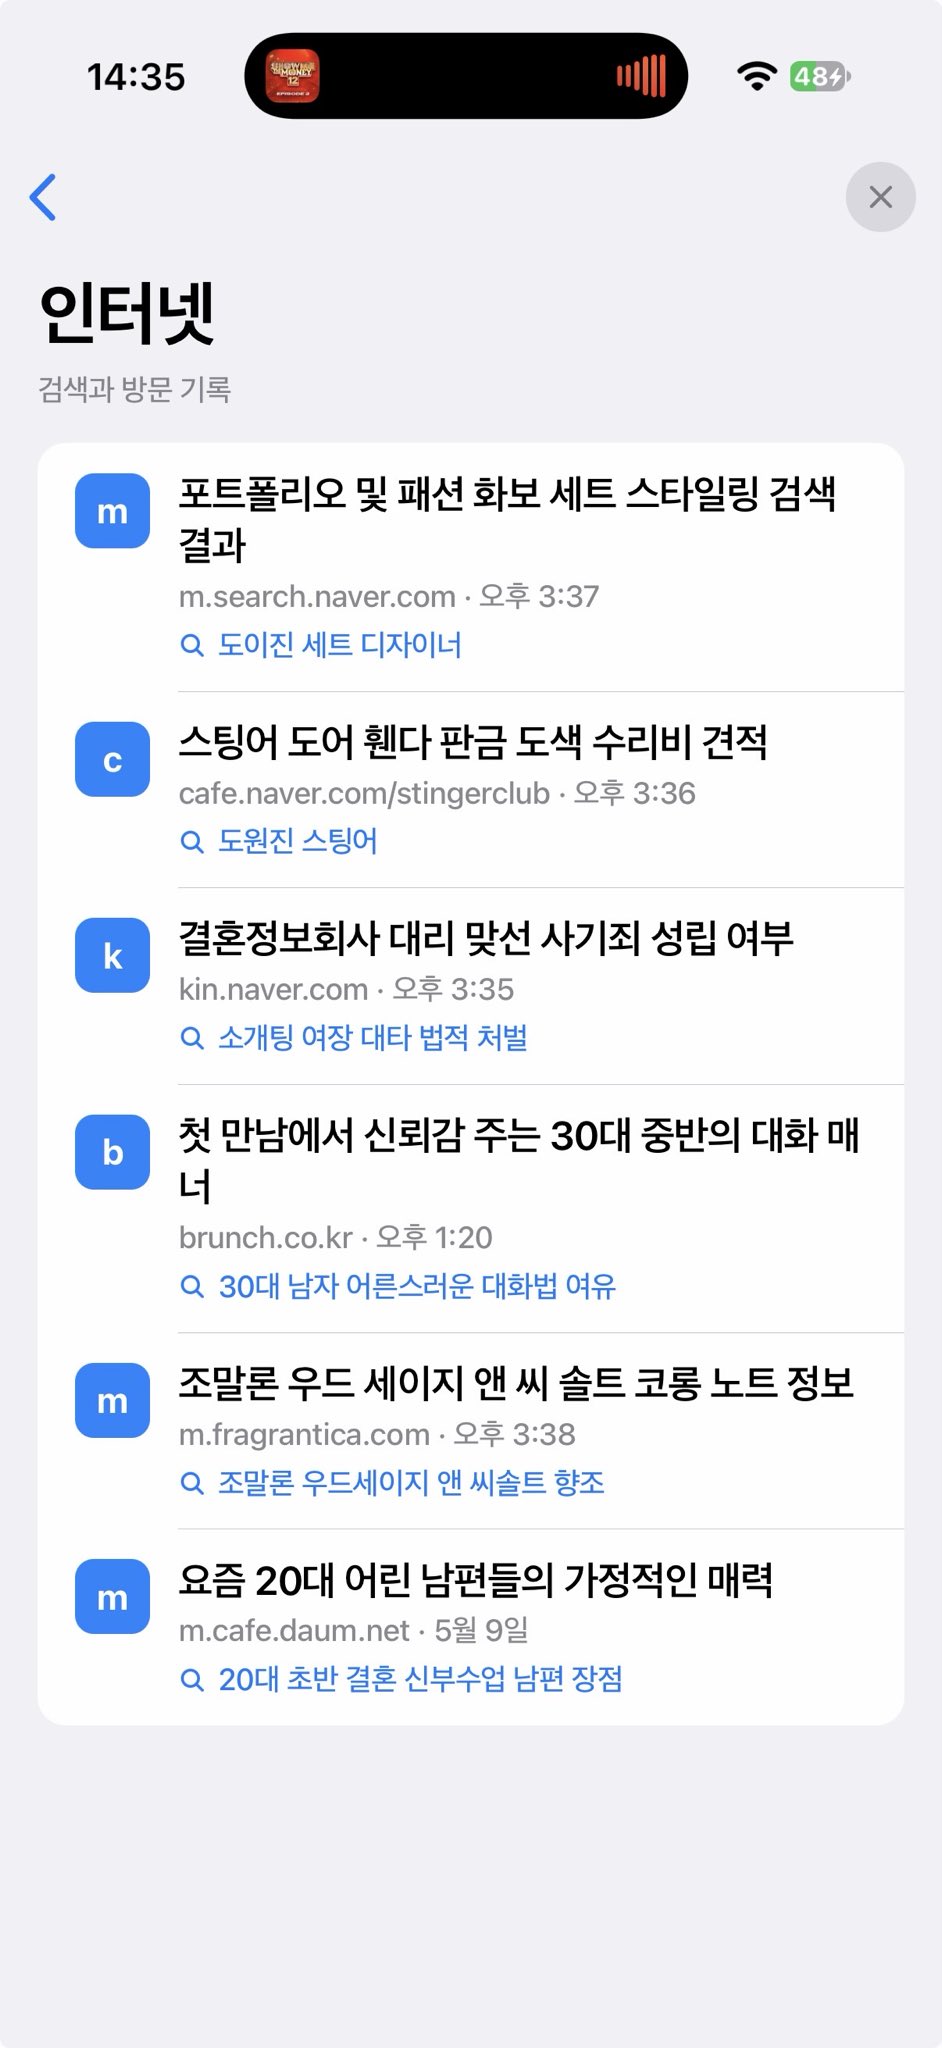 14:35
SHOW ME
THE MONEY
12
EPISODE 2
48
인터넷
검색과 방문 기록
m
포트폴리오 및 패션 화보 세트 스타일링 검색
결과
m.search.naver.com · 오후 3:37
도이진 세트 디자이너
c
스팅어 도어 휀다 판금 도색 수리비 견적
cafe.naver.com/stingerclub · 오후 3:36
도원진 스팅어
k
결혼정보회사 대리 맞선 사기죄 성립 여부
kin.naver.com · 오후 3:35
소개팅 여장 대타 법적 처벌
b
첫 만남에서 신뢰감 주는 30대 중반의 대화 매
너
brunch.co.kr · 오후 1:20
30대 남자 어른스러운 대화법 여유
m
조말론 우드 세이지 앤 씨 솔트 코롱 노트 정보
m.fragrantica.com · 오후 3:38
조말론 우드세이지 앤 씨솔트 향조
m
요즘 20대 어린 남편들의 가정적인 매력
m.cafe.daum.net · 5월 9일
20대 초반 결혼 신부수업 남편 장점